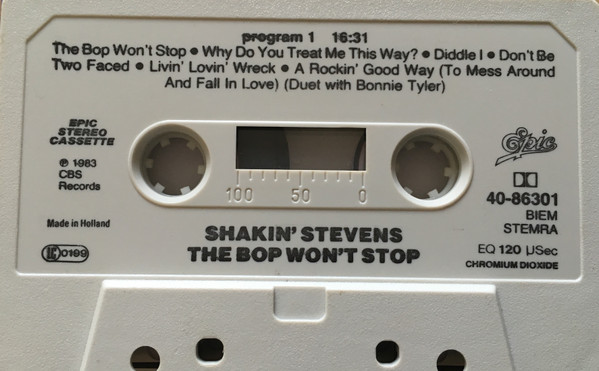 program 1 16:31
The Bop Won't Stop • Why Do You Treat Me This Way? • Diddle I • Don't Be
Two Faced • Livin' Lovin' Wreck • A Rockin' Good Way (To Mess Around
And Fall In Love) (Duet with Bonnie Tyler)
EPIC
STEREO
CASSETTE
℗ 1983
CBS
Records
Made in Holland
LC 0199
100 50 0
Epic
40-86301
BIEM
STEMRA
EQ 120 μSec
CHROMIUM DIOXIDE
SHAKIN' STEVENS
THE BOP WON'T STOP